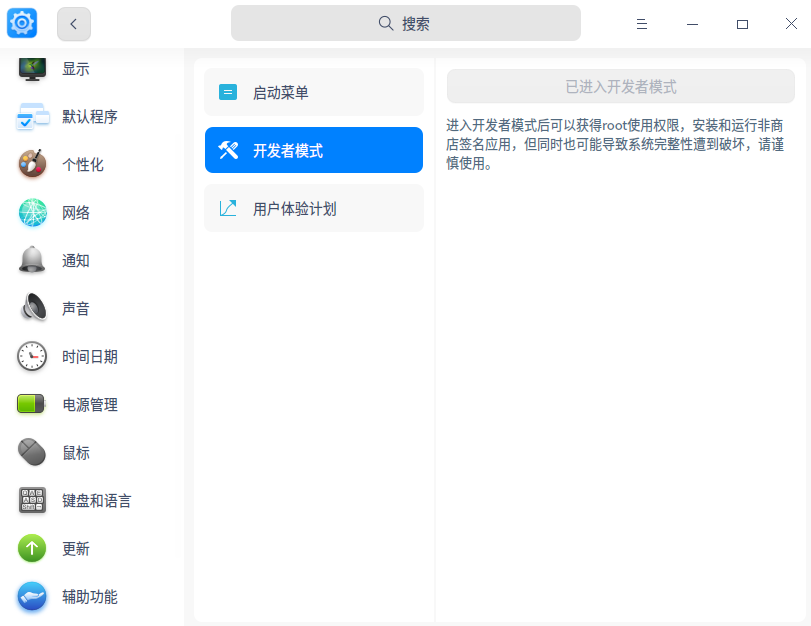 搜索
显示
默认程序
个性化
网络
通知
声音
时间日期
电源管理
鼠标
键盘和语言
更新
辅助功能
启动菜单
开发者模式
用户体验计划
已进入开发者模式
进入开发者模式后可以获得root使用权限，安装和运行非商
店签名应用，但同时也可能导致系统完整性遭到破坏，请谨
慎使用。